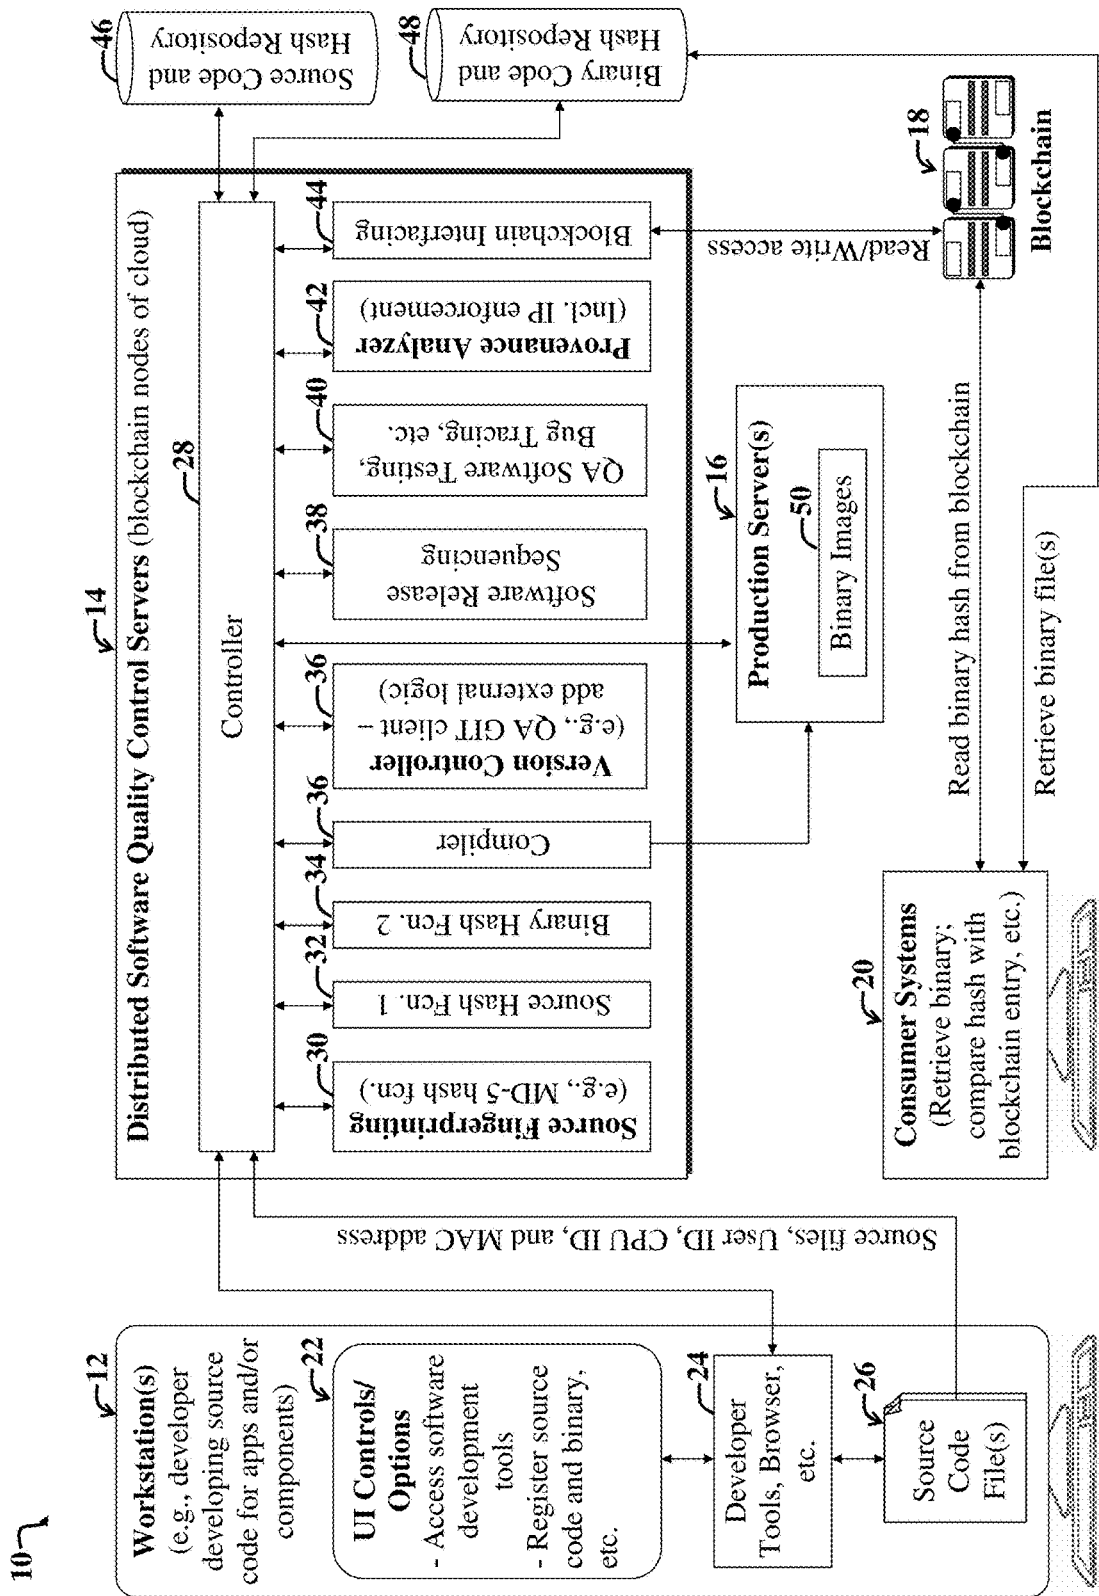 10
12
Workstation(s)
(e.g., developer
developing source
code for apps and/or
components)
22
UI Controls/
Options
- Access software
development
tools
- Register source
code and binary,
etc.
24
Developer
Tools, Browser,
etc.
26
Source
Code
File(s)
Source files, User ID, CPU ID, and MAC address
14
Distributed Software Quality Control Servers (blockchain nodes of cloud)
28
Controller
30
Source Fingerprinting
(e.g., MD-5 hash fcn.)
32
Source Hash Fcn. 1
34
Binary Hash Fcn. 2
36
Compiler
36
Version Controller
(e.g., QA GIT client –
add external logic)
38
Software Release
Sequencing
40
QA Software Testing,
Bug Tracing, etc.
42
Provenance Analyzer
(Incl. IP enforcement)
44
Blockchain Interfacing
46
Source Code and
Hash Repository
48
Binary Code and
Hash Repository
16
Production Server(s)
50
Binary Images
Read/Write access
18
Blockchain
20
Consumer Systems
(Retrieve binary;
compare hash with
blockchain entry, etc.)
Read binary hash from blockchain
Retrieve binary file(s)